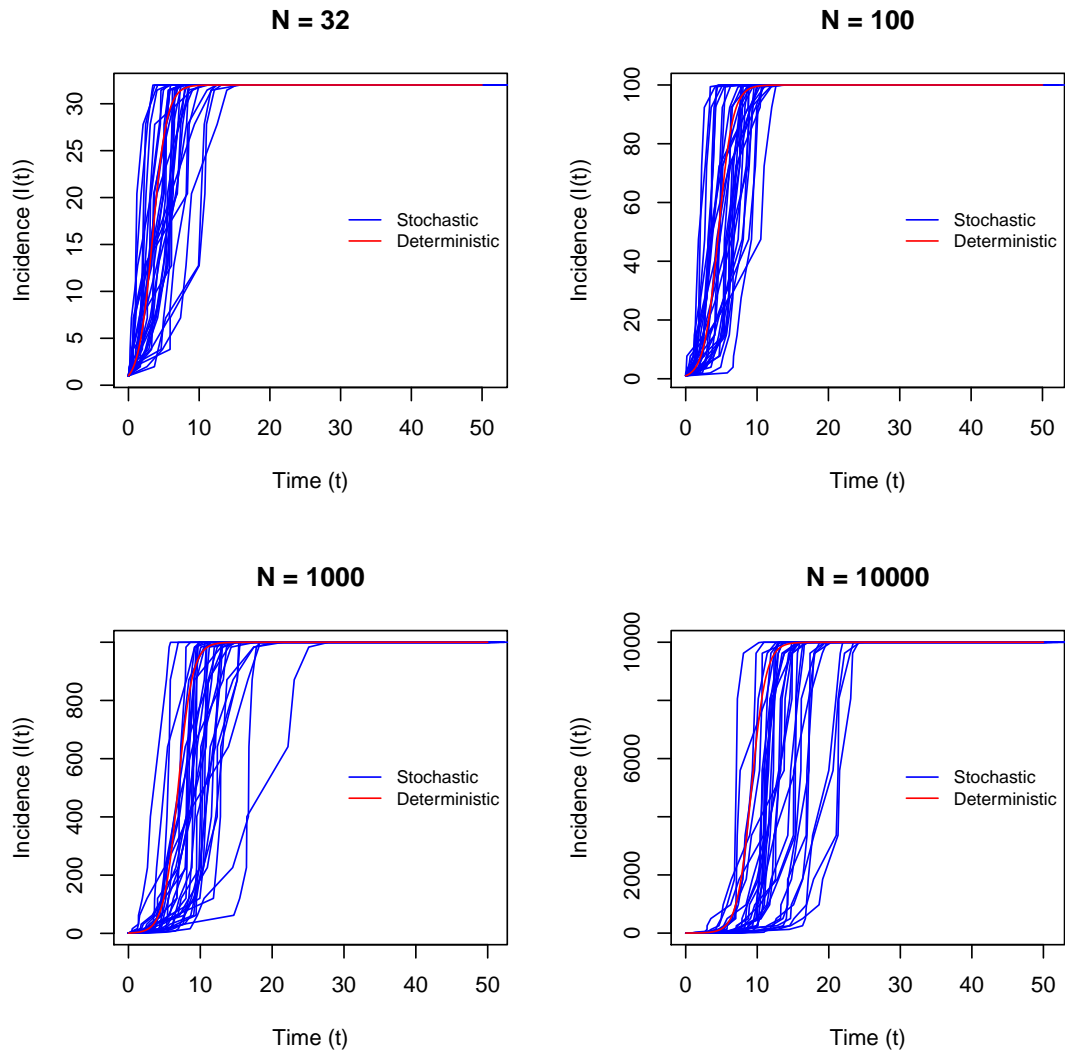 N = 32
Incidence (I(t))
0 5 10 15 20 25 30
Stochastic
Deterministic
0 10 20 30 40 50
Time (t)
N = 100
Incidence (I(t))
0 20 40 60 80 100
Stochastic
Deterministic
0 10 20 30 40 50
Time (t)
N = 1000
Incidence (I(t))
0 200 400 600 800
Stochastic
Deterministic
0 10 20 30 40 50
Time (t)
N = 10000
Incidence (I(t))
0 2000 6000 10000
Stochastic
Deterministic
0 10 20 30 40 50
Time (t)